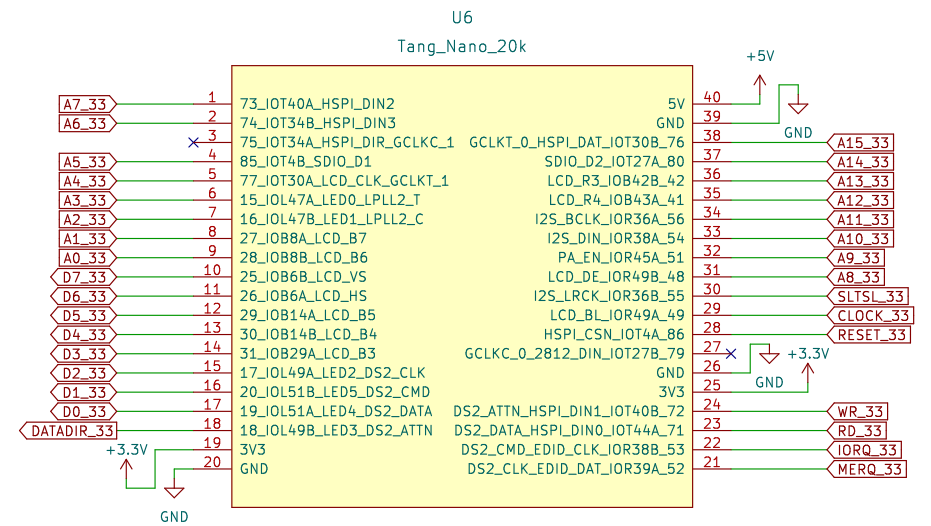 U6
Tang_Nano_20k
+5V
A7_33 1 73_IOT40A_HSPI_DIN2 5V 40
A6_33 2 74_IOT34B_HSPI_DIN3 GND 39
GND
3 75_IOT34A_HSPI_DIR_GCLKC_1 GCLKT_0_HSPI_DAT_IOT30B_76 38 A15_33
A5_33 4 85_IOT4B_SDIO_D1 SDIO_D2_IOT27A_80 37 A14_33
A4_33 5 77_IOT30A_LCD_CLK_GCLKT_1 LCD_R3_IOB42B_42 36 A13_33
A3_33 6 15_IOL47A_LED0_LPLL2_T LCD_R4_IOB43A_41 35 A12_33
A2_33 7 16_IOL47B_LED1_LPLL2_C I2S_BCLK_IOR36A_56 34 A11_33
A1_33 8 27_IOB8A_LCD_B7 I2S_DIN_IOR38A_54 33 A10_33
A0_33 9 28_IOB8B_LCD_B6 PA_EN_IOR45A_51 32 A9_33
D7_33 10 25_IOB6B_LCD_VS LCD_DE_IOR49B_48 31 A8_33
D6_33 11 26_IOB6A_LCD_HS I2S_LRCK_IOR36B_55 30 SLTSL_33
D5_33 12 29_IOB14A_LCD_B5 LCD_BL_IOR49A_49 29 CLOCK_33
D4_33 13 30_IOB14B_LCD_B4 HSPI_CSN_IOT4A_86 28 RESET_33
D3_33 14 31_IOB29A_LCD_B3 GCLKC_0_2812_DIN_IOT27B_79 27 +3.3V
D2_33 15 17_IOL49A_LED2_DS2_CLK GND 26 GND
D1_33 16 20_IOL51B_LED5_DS2_CMD 3V3 25
D0_33 17 19_IOL51A_LED4_DS2_DATA DS2_ATTN_HSPI_DIN1_IOT40B_72 24 WR_33
DATADIR_33 18 18_IOL49B_LED3_DS2_ATTN DS2_DATA_HSPI_DIN0_IOT44A_71 23 RD_33
+3.3V 19 3V3 DS2_CMD_EDID_CLK_IOR38B_53 22 IORQ_33
20 GND DS2_CLK_EDID_DAT_IOR39A_52 21 MERQ_33
GND